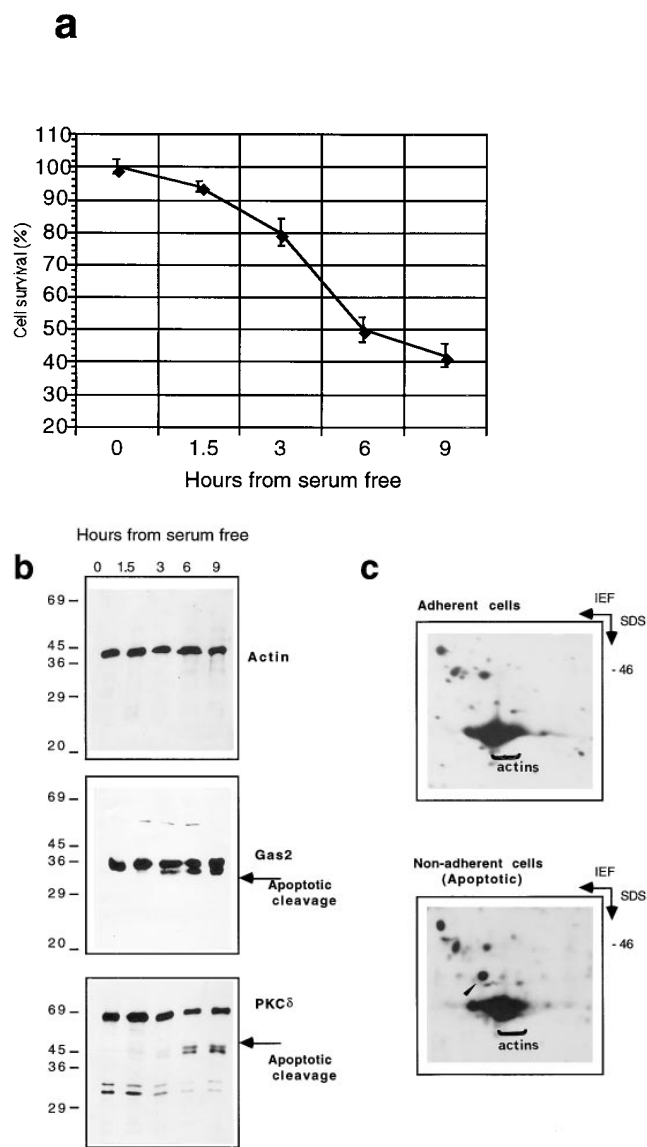 a
110
100
90
80
70
60
50
40
30
20
Cell survival (%)
0 1.5 3 6 9
Hours from serum free
Hours from serum free
b
0 1.5 3 6 9
69
45
36
29
20
Actin
69
45
36
29
20
Gas2
Apoptotic
cleavage
69
45
36
29
PKCδ
Apoptotic
cleavage
c
Adherent cells
IEF
SDS
- 46
actins
Non-adherent cells
(Apoptotic)
IEF
SDS
- 46
actins